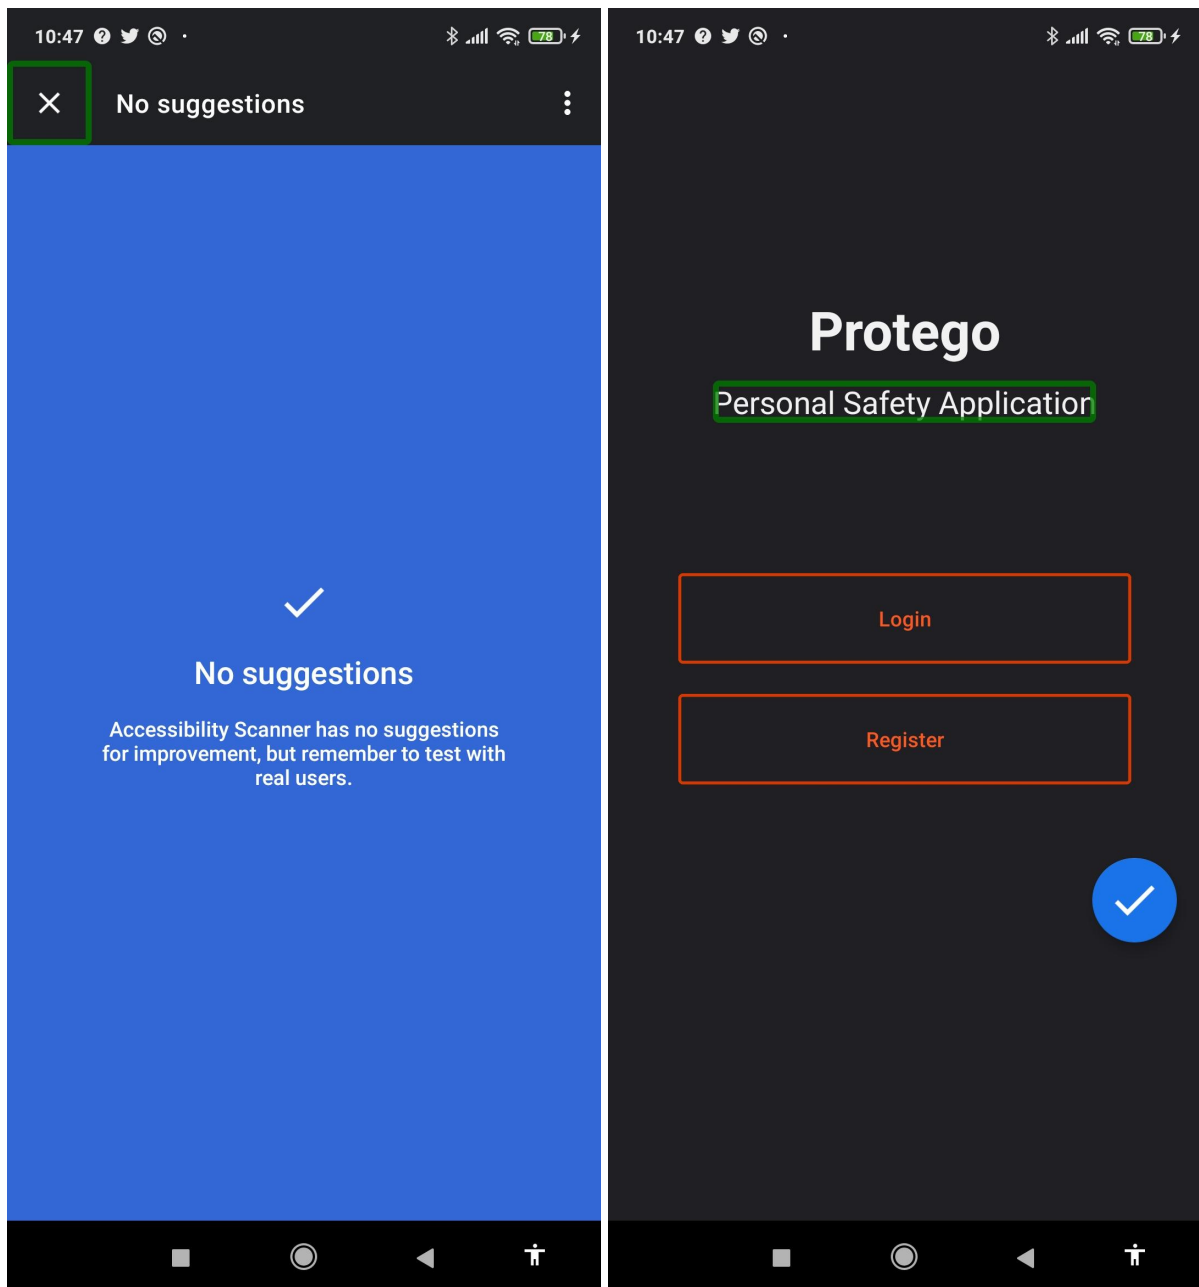 10:47
78
No suggestions
No suggestions
Accessibility Scanner has no suggestions
for improvement, but remember to test with
real users.
10:47
78
Protego
Personal Safety Application
Login
Register